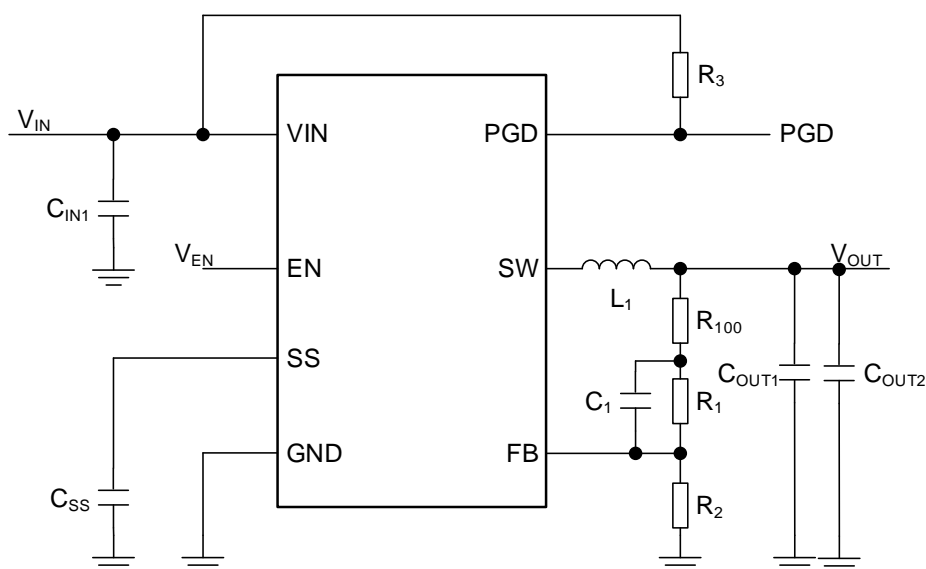 R3
VIN
VIN
PGD
PGD
CIN1
VEN
EN
SW
VOUT
L1
R100
SS
C1
R1
COUT1
COUT2
GND
FB
CSS
R2